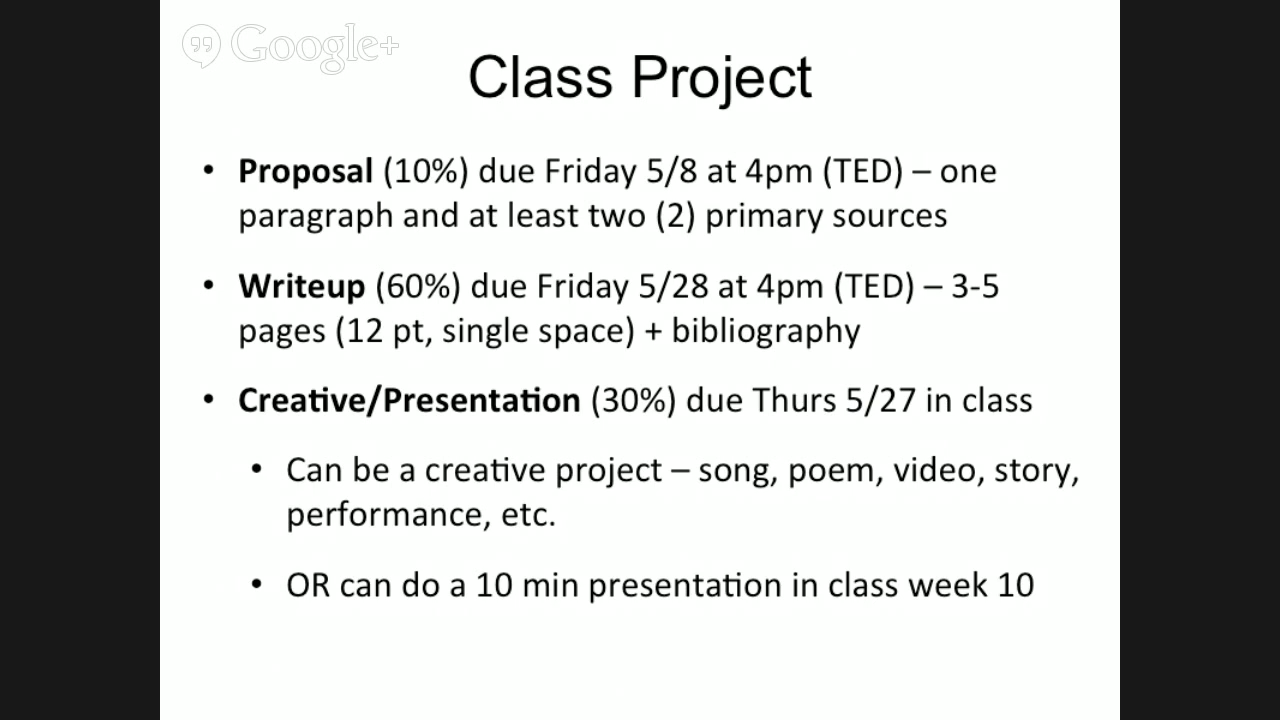 Google+
Class Project
• Proposal (10%) due Friday 5/8 at 4pm (TED) – one
paragraph and at least two (2) primary sources
• Writeup (60%) due Friday 5/28 at 4pm (TED) – 3-5
pages (12 pt, single space) + bibliography
• Creative/Presentation (30%) due Thurs 5/27 in class
• Can be a creative project – song, poem, video, story,
performance, etc.
• OR can do a 10 min presentation in class week 10